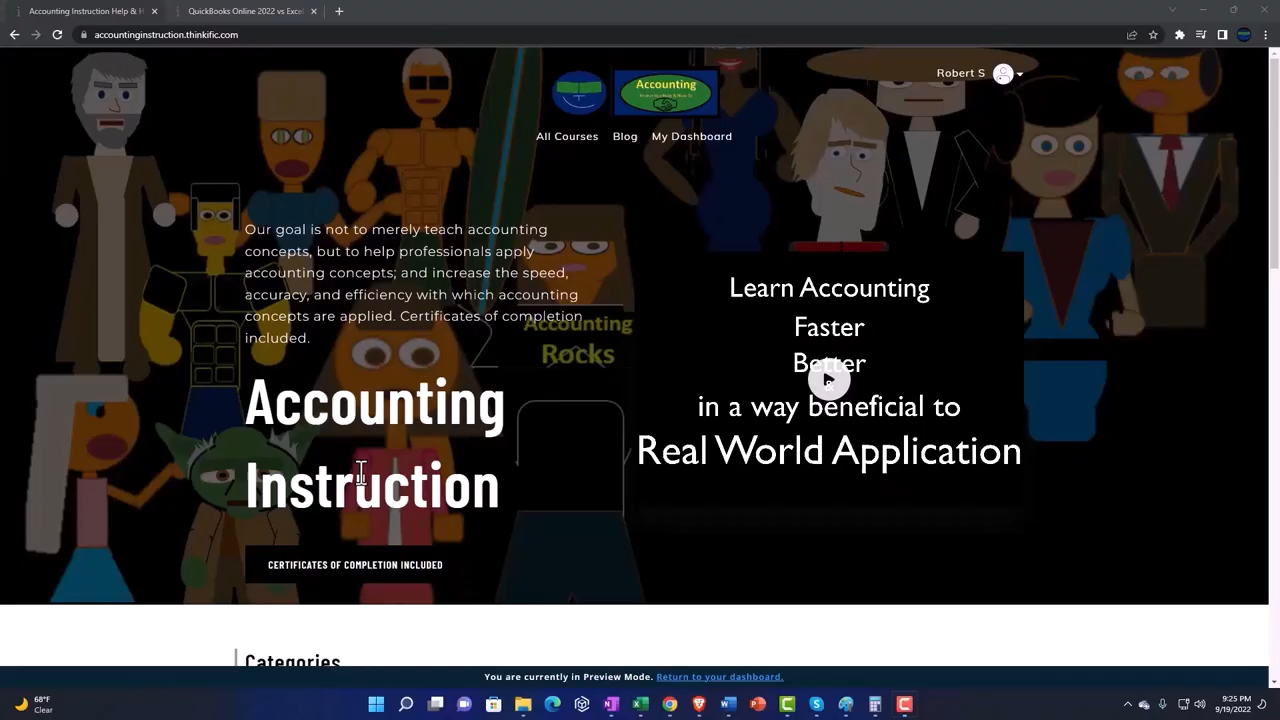 Accounting Instruction Help & H
QuickBooks Online 2022 vs Excel
accountinginstruction.thinkific.com
Robert S
Accounting
All Courses Blog My Dashboard
Our goal is not to merely teach accounting
concepts, but to help professionals apply
accounting concepts; and increase the speed,
accuracy, and efficiency with which accounting
concepts are applied. Certificates of completion
included.
Accounting
Rocks
Accounting
Instruction
CERTIFICATES OF COMPLETION INCLUDED
Learn Accounting
Faster
Better
&
in a way beneficial to
Real World Application
Categories
You are currently in Preview Mode. Return to your dashboard.
68°F
Clear
9:25 PM
9/19/2022